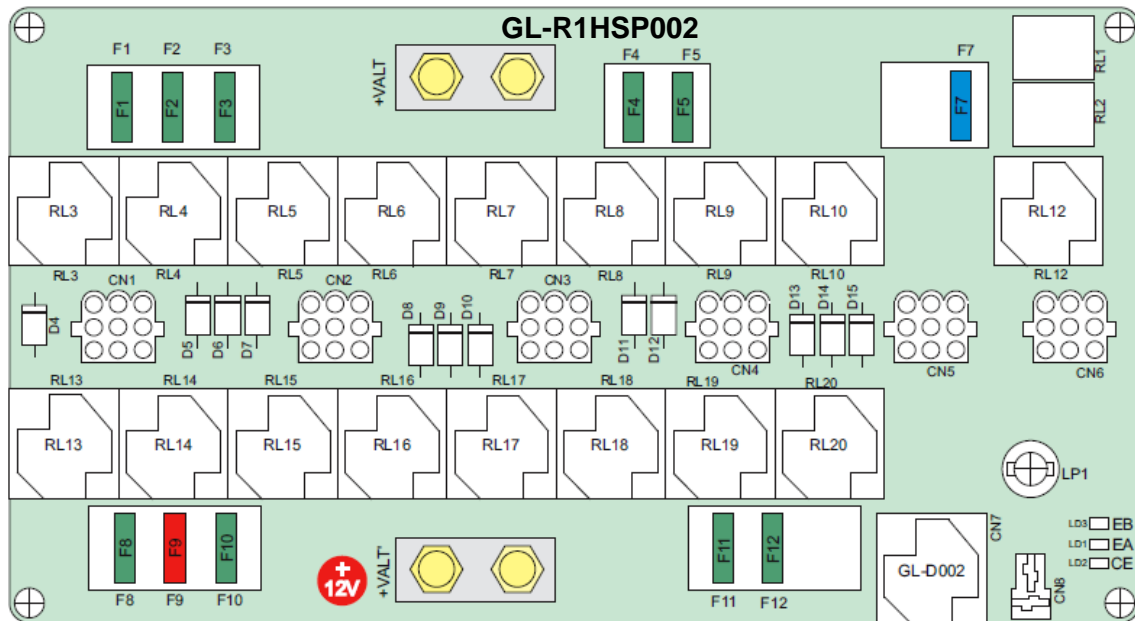 GL-R1HSP002
F1 F2 F3
F4 F5
F7
+VALT
F1 F2 F3
F4 F5
F7
RL1
RL2
RL3 RL4 RL5 RL6 RL7 RL8 RL9 RL10 RL12
RL3 RL4 RL5 RL6 RL7 RL8 RL9 RL10 RL12
CN1 CN2 CN3
D4 D5 D6 D7 D8 D9 D10 D11 D12 D13 D14 D15
CN4 CN5 CN6
RL13 RL14 RL15 RL16 RL17 RL18 RL19 RL20
RL13 RL14 RL15 RL16 RL17 RL18 RL19 RL20
LP1
F8 F9 F10
F11 F12
CN7
LD3 EB
LD1 EA
LD2 CE
+
12V
+VALT'
GL-D002
CN8
F8 F9 F10
F11 F12